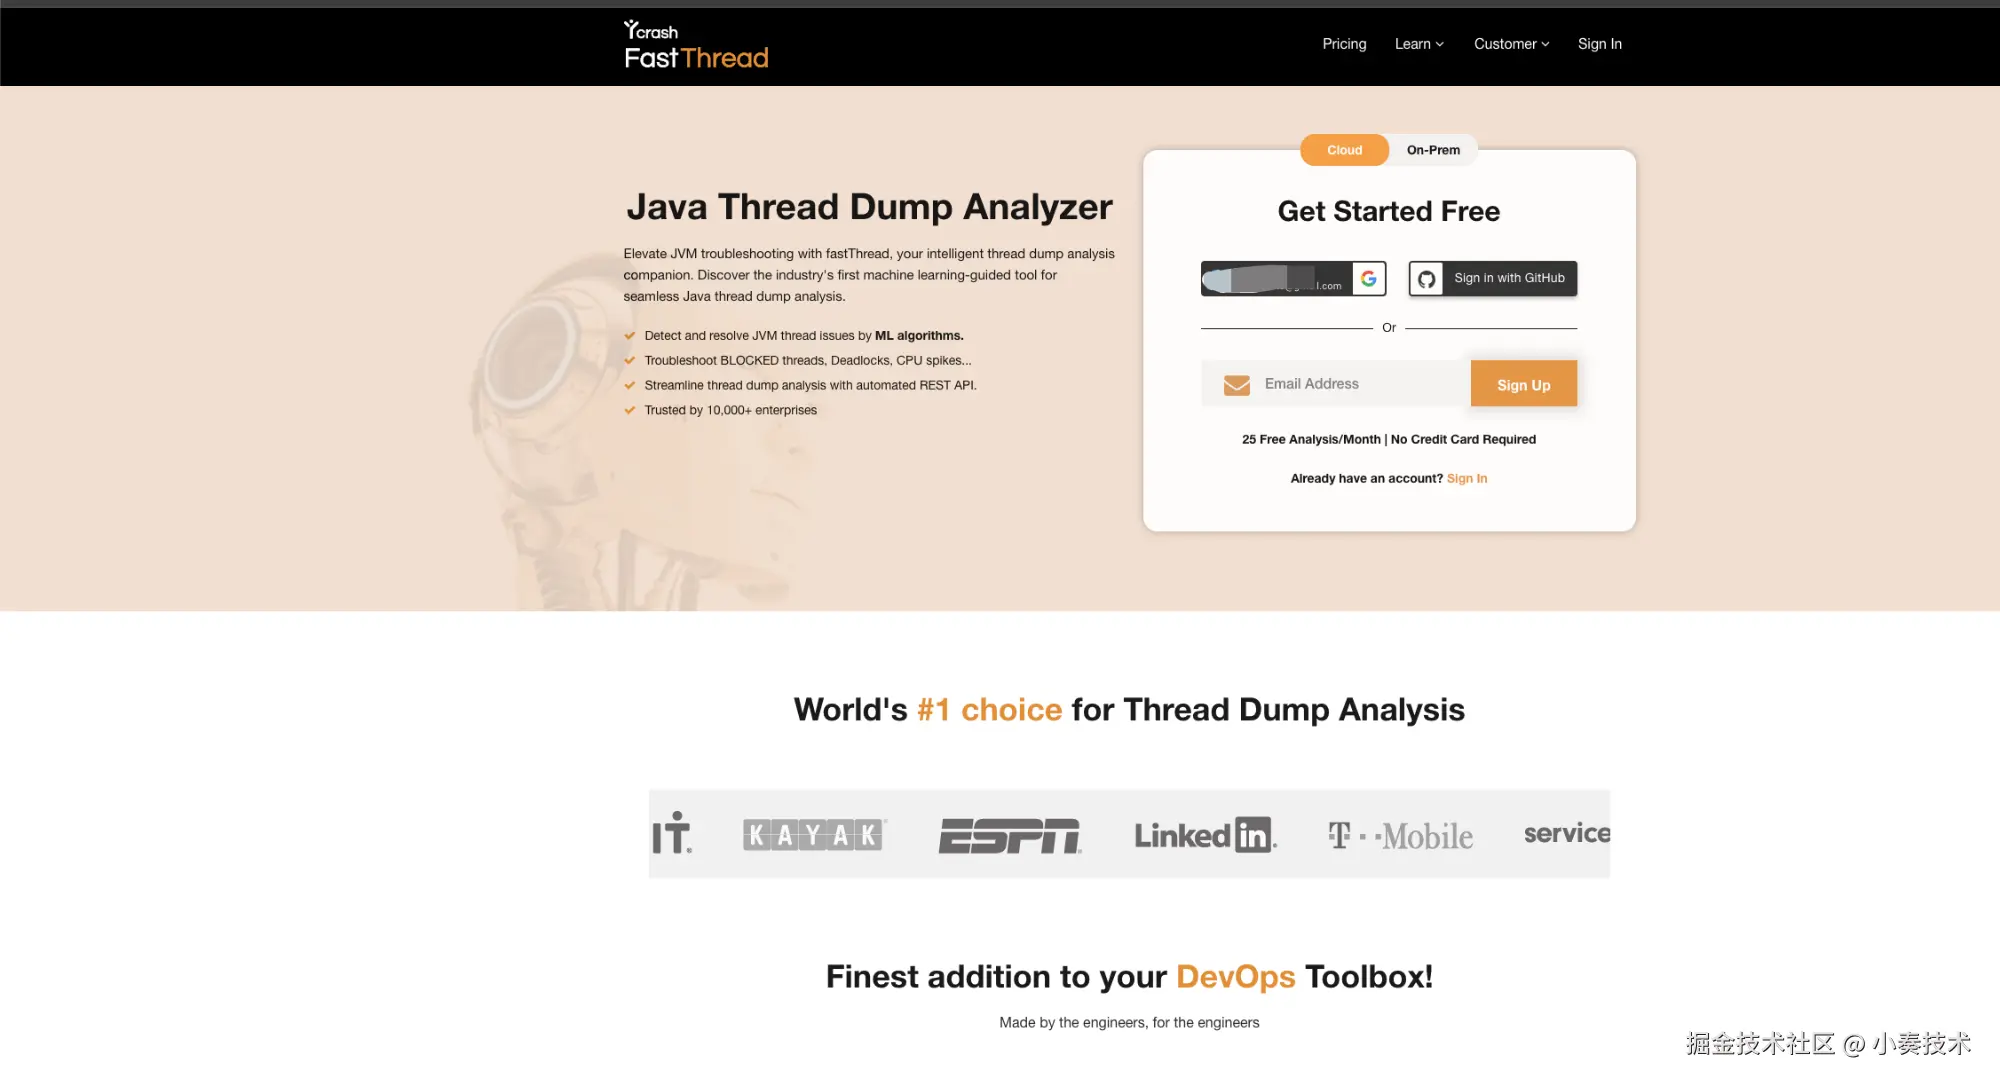 Ycrash
FastThread
Pricing
Learn
Customer
Sign In
Cloud
On-Prem
Java Thread Dump Analyzer
Elevate JVM troubleshooting with fastThread, your intelligent thread dump analysis
companion. Discover the industry's first machine learning-guided tool for
seamless Java thread dump analysis.
Detect and resolve JVM thread issues by ML algorithms.
Troubleshoot BLOCKED threads, Deadlocks, CPU spikes...
Streamline thread dump analysis with automated REST API.
Trusted by 10,000+ enterprises
Get Started Free
l.com
Sign in with GitHub
Or
Email Address
Sign Up
25 Free Analysis/Month | No Credit Card Required
Already have an account? Sign In
World's #1 choice for Thread Dump Analysis
IT.
KAYAK
ESPN
Linked in
T··Mobile
service
Finest addition to your DevOps Toolbox!
Made by the engineers, for the engineers
掘金技术社区 @ 小奏技术